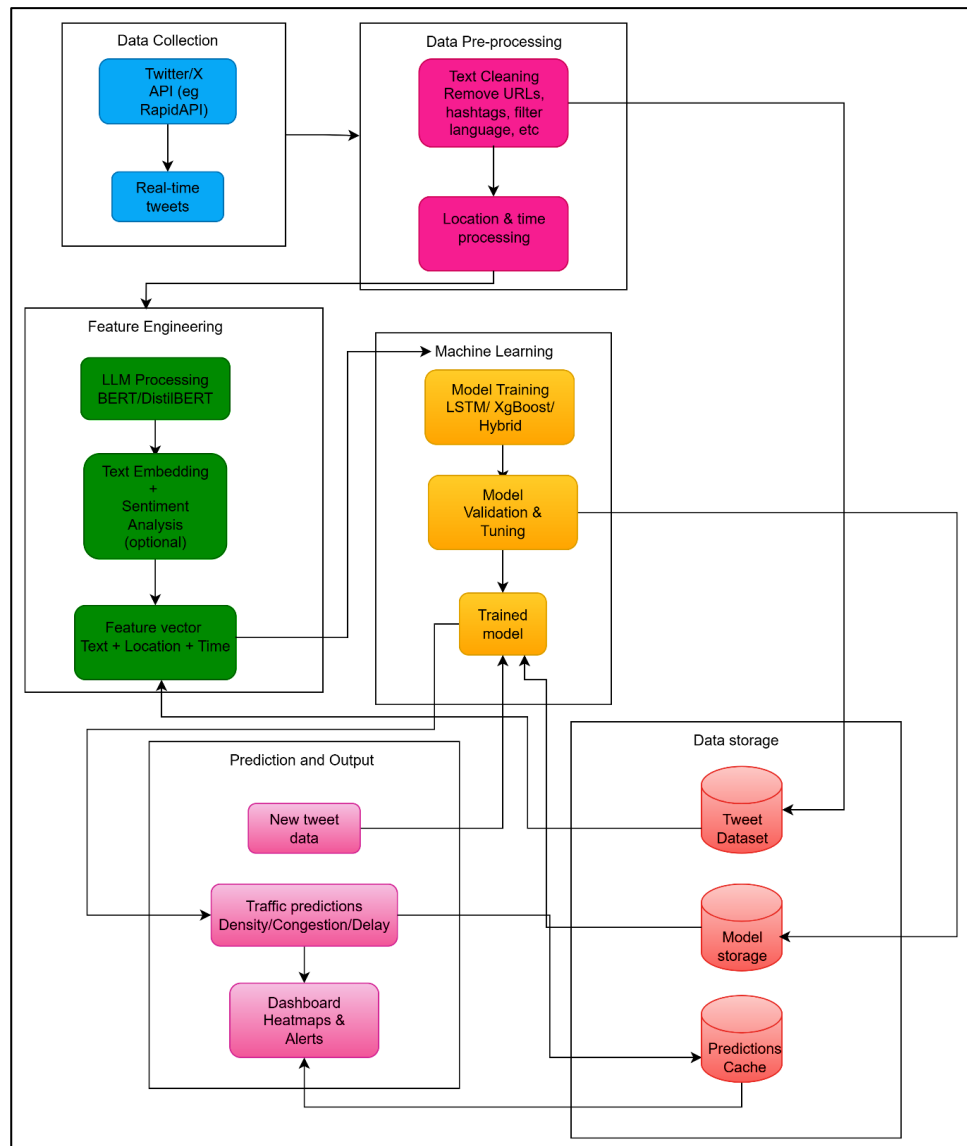 Data Collection
Twitter/X
API (eg
RapidAPI)
Real-time
tweets
Data Pre-processing
Text Cleaning
Remove URLs,
hashtags, filter
language, etc
Location & time
processing
Feature Engineering
LLM Processing
BERT/DistilBERT
Text Embedding
+
Sentiment
Analysis
(optional)
Feature vector
Text + Location + Time
Machine Learning
Model Training
LSTM/ XgBoost/
Hybrid
Model
Validation &
Tuning
Trained
model
Prediction and Output
New tweet
data
Traffic predictions
Density/Congestion/Delay
Dashboard
Heatmaps &
Alerts
Data storage
Tweet
Dataset
Model
storage
Predictions
Cache